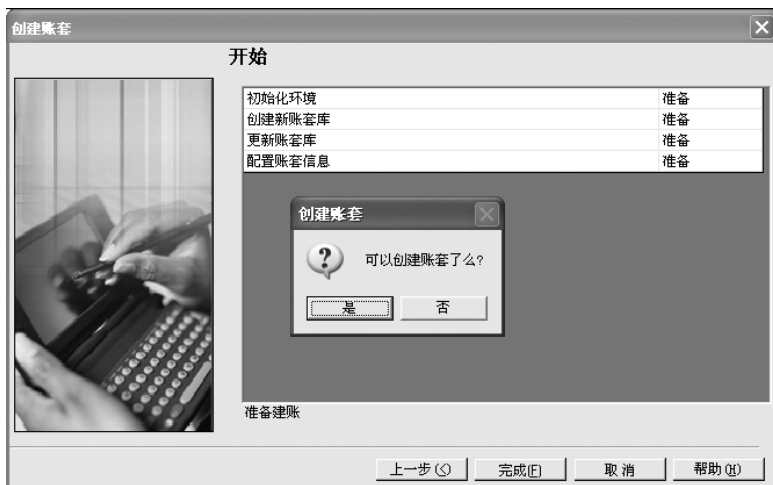 创建账套
开始
初始化环境 准备
创建新账套库 准备
更新账套库 准备
配置账套信息 准备
创建账套
可以创建账套了么?
是 否
准备建账
上一步(<) 完成(F) 取消 帮助(H)